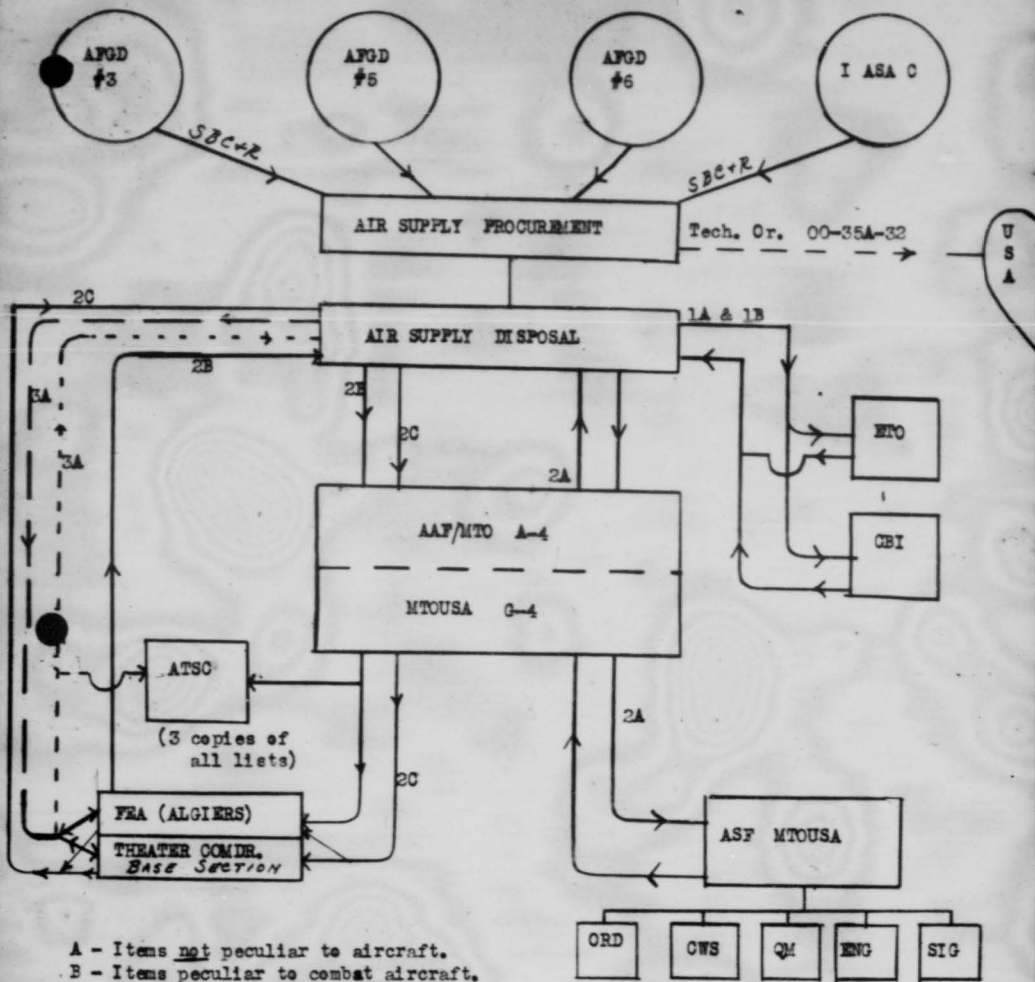 AFGD
#3
AFGD
#5
AFGD
#6
I ASA C
SBC+R
SBC+R
AIR SUPPLY PROCUREMENT
Tech. Or. 00-35A-32
USA
2C
1A & 1B
AIR SUPPLY DISPOSAL
2B
2B
3A
2C
ETO
3A
2A
AAF/MTO A-4
CBI
MTOUSA G-4
ATSC
2A
(3 copies of
all lists)
2C
FEA (ALGIERS)
ASF MTOUSA
THEATER COMDR.
BASE SECTION
ORD
CWS
QM
ENG
SIG
A - Items not peculiar to aircraft.
B - Items peculiar to combat aircraft.